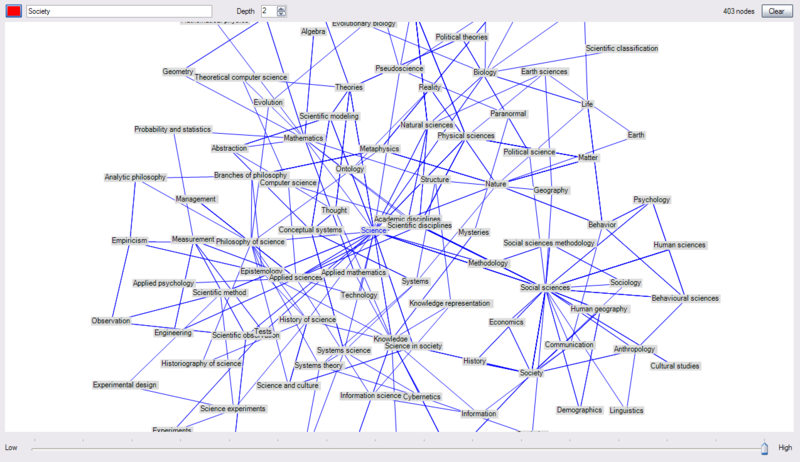 Society
Depth
2
403 nodes
Clear
Evolutionary biology
Algebra
Political theories
Scientific classification
Pseudoscience
Biology
Earth sciences
Geometry
Theoretical computer science
Theories
Reality
Evolution
Life
Scientific modeling
Paranormal
Probability and statistics
Natural sciences
Mathematics
Physical sciences
Earth
Abstraction
Metaphysics
Political science
Matter
Ontology
Analytic philosophy
Branches of philosophy
Computer science
Structure
Nature
Geography
Management
Psychology
Thought
Academic disciplines
Scientific disciplines
Behavior
Conceptual systems
Science
Mysteries
Empiricism
Measurement
Philosophy of science
Social sciences methodology
Human sciences
Methodology
Epistemology
Applied sciences
Applied mathematics
Applied psychology
Systems
Social sciences
Sociology
Scientific method
Technology
Behavioural sciences
Knowledge representation
Human geography
Observation
History of science
Economics
Engineering
Scientific observation
Tests
Knowledge
Science in society
Communication
Systems science
Anthropology
Historiography of science
Systems theory
History
Cultural studies
Society
Experimental design
Science and culture
Information science
Cybernetics
Science experiments
Information
Demographics
Linguistics
Experiments
Low
High